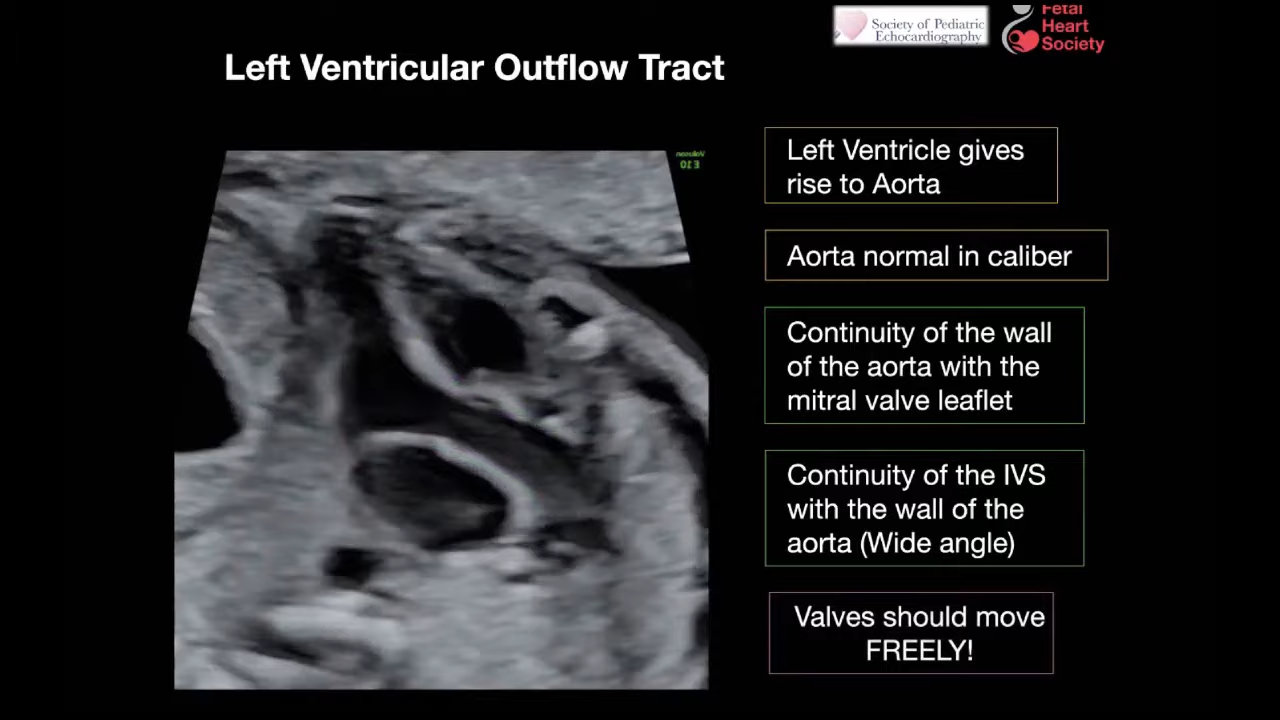 Society of Pediatric
Echocardiography
Fetal
Heart
Society
Left Ventricular Outflow Tract
Voluson
E10
Left Ventricle gives
rise to Aorta
Aorta normal in caliber
Continuity of the wall
of the aorta with the
mitral valve leaflet
Continuity of the IVS
with the wall of the
aorta (Wide angle)
Valves should move
FREELY!